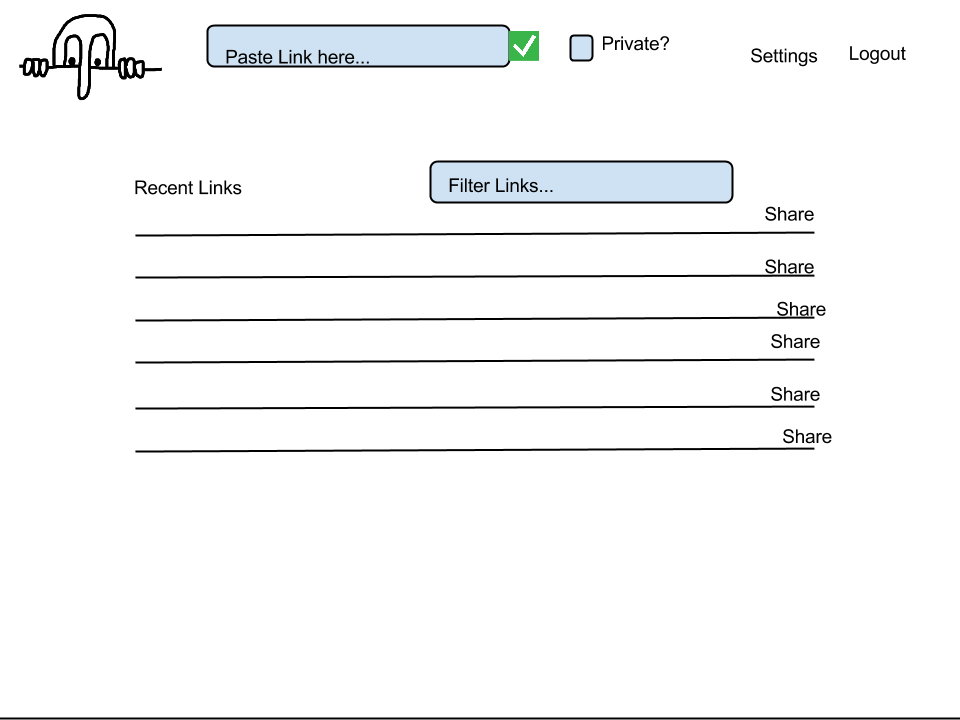 Paste Link here...
Private?
Settings
Logout
Recent Links
Filter Links...
Share
Share
Share
Share
Share
Share